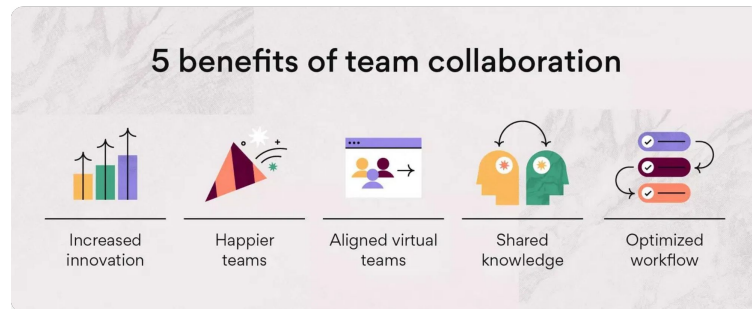 5 benefits of team collaboration
Increased
innovation
Happier
teams
Aligned virtual
teams
Shared
knowledge
Optimized
workflow